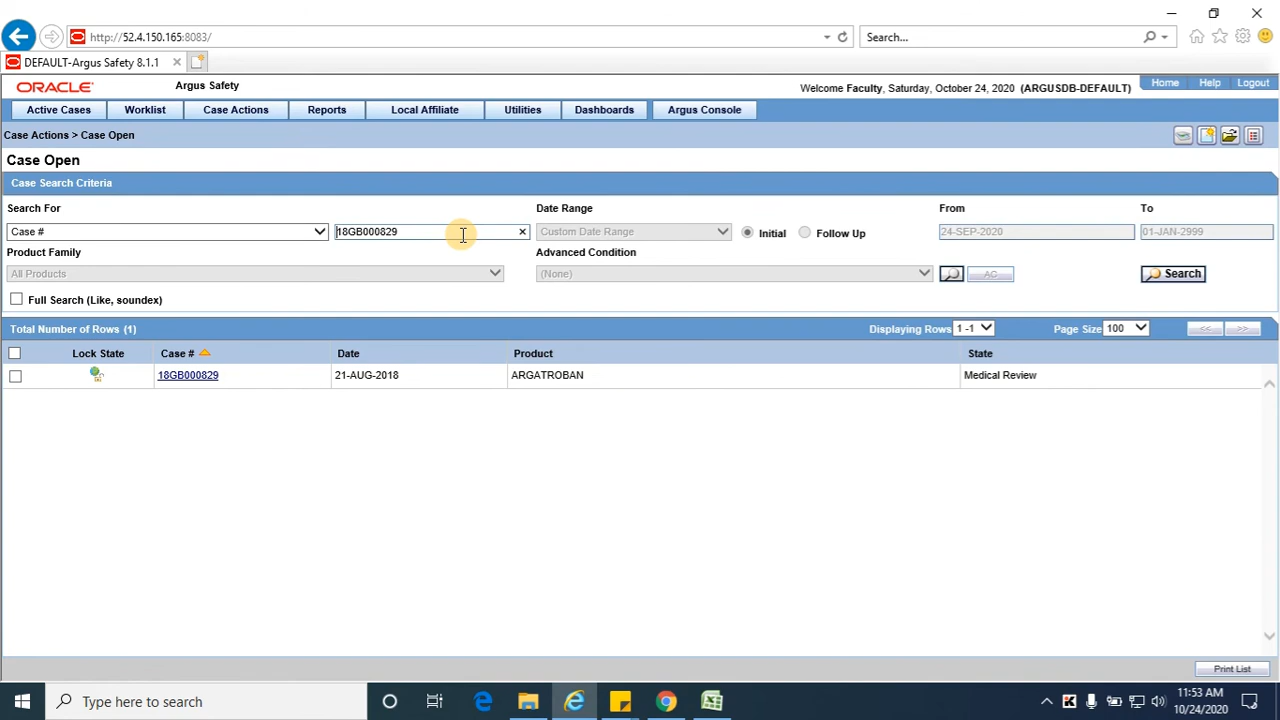 http://52.4.150.165:8083/
Search...
DEFAULT-Argus Safety 8.1.1
ORACLE
Argus Safety
Welcome Faculty, Saturday, October 24, 2020 (ARGUSDB-DEFAULT)
Home Help Logout
Active Cases Worklist Case Actions Reports Local Affiliate Utilities Dashboards Argus Console
Case Actions > Case Open
Case Open
Case Search Criteria
Search For Date Range From To
Case # 18GB000829 Custom Date Range Initial Follow Up 24-SEP-2020 01-JAN-2999
Product Family Advanced Condition
All Products (None) AC Search
Full Search (Like, soundex)
Total Number of Rows (1) Displaying Rows 1 -1 Page Size 100 << >>
Lock State Case # Date Product State
18GB000829 21-AUG-2018 ARGATROBAN Medical Review
Print List
Type here to search
11:53 AM
10/24/2020